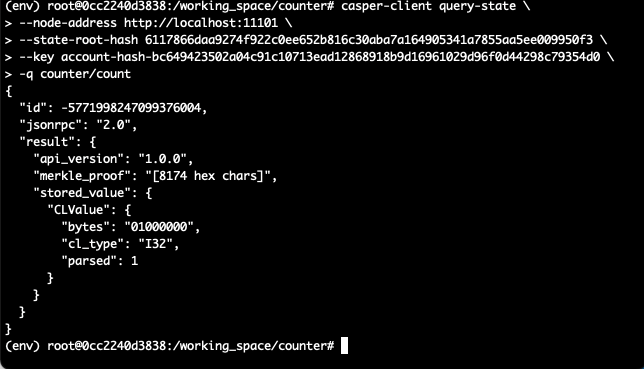 (env) root@0cc2240d3838:/working_space/counter# casper-client query-state \
> --node-address http://localhost:11101 \
> --state-root-hash 6117866daa9274f922c0ee652b816c30aba7a164905341a7855aa5ee009950f3 \
> --key account-hash-bc649423502a04c91c10713ead12868918b9d16961029d96f0d44298c79354d0 \
> -q counter/count
{
  "id": -5771998247099376004,
  "jsonrpc": "2.0",
  "result": {
    "api_version": "1.0.0",
    "merkle_proof": "[8174 hex chars]",
    "stored_value": {
      "CLValue": {
        "bytes": "01000000",
        "cl_type": "I32",
        "parsed": 1
      }
    }
  }
}
(env) root@0cc2240d3838:/working_space/counter#